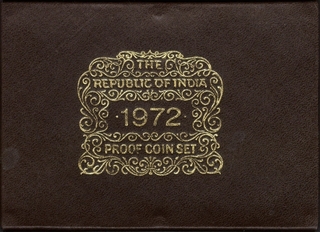 THE
REPUBLIC OF INDIA
·1972·
PROOF COIN SET